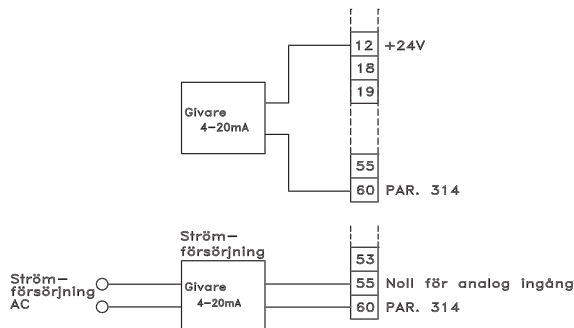 12 +24V
18
19
Givare
4-20mA
55
60 PAR. 314
Ström-
försörjning
53
Ström-
försörjning
AC
Givare
4-20mA
55 Noll för analog ingång
60 PAR. 314